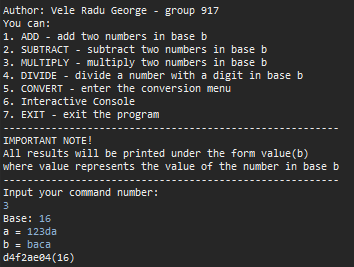 Author: Vele Radu George - group 917
You can:
1. ADD - add two numbers in base b
2. SUBTRACT - subtract two numbers in base b
3. MULTIPLY - multiply two numbers in base b
4. DIVIDE - divide a number with a digit in base b
5. CONVERT - enter the conversion menu
6. Interactive Console
7. EXIT - exit the program
----------------------------------------------------
IMPORTANT NOTE!
All results will be printed under the form value(b)
where value represents the value of the number in base b
----------------------------------------------------
Input your command number:
3
Base: 16
a = 123da
b = baca
d4f2ae04(16)